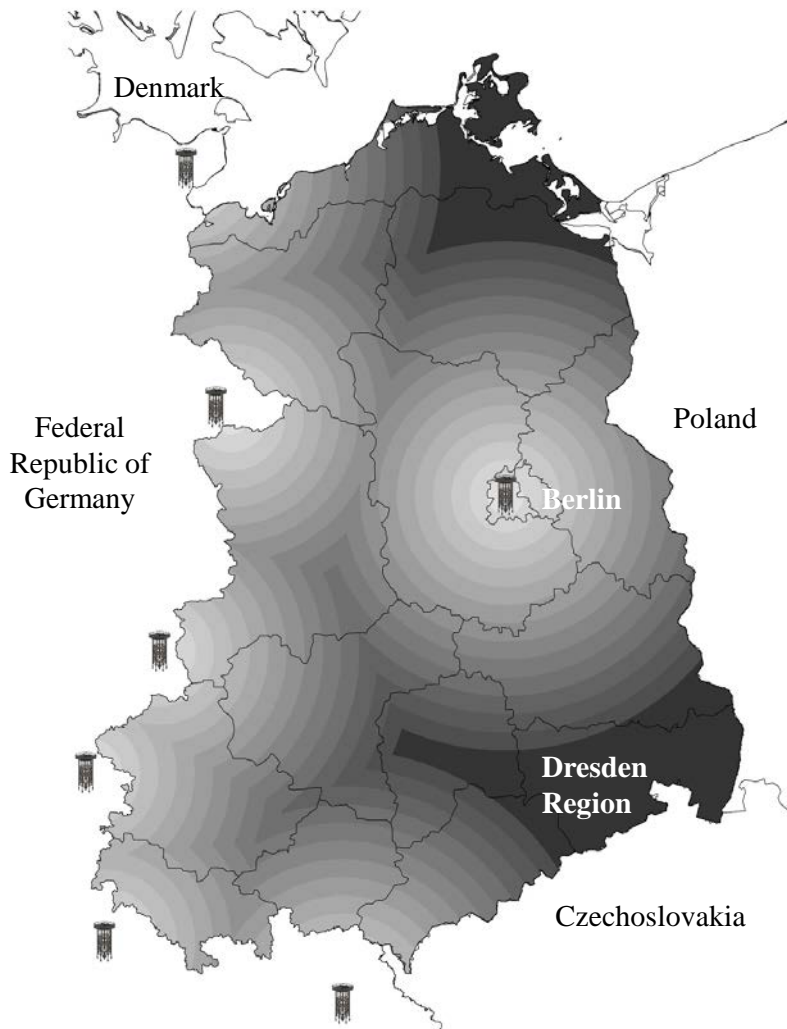 Denmark
Federal
Republic of
Germany
Poland
Berlin
Dresden
Region
Czechoslovakia